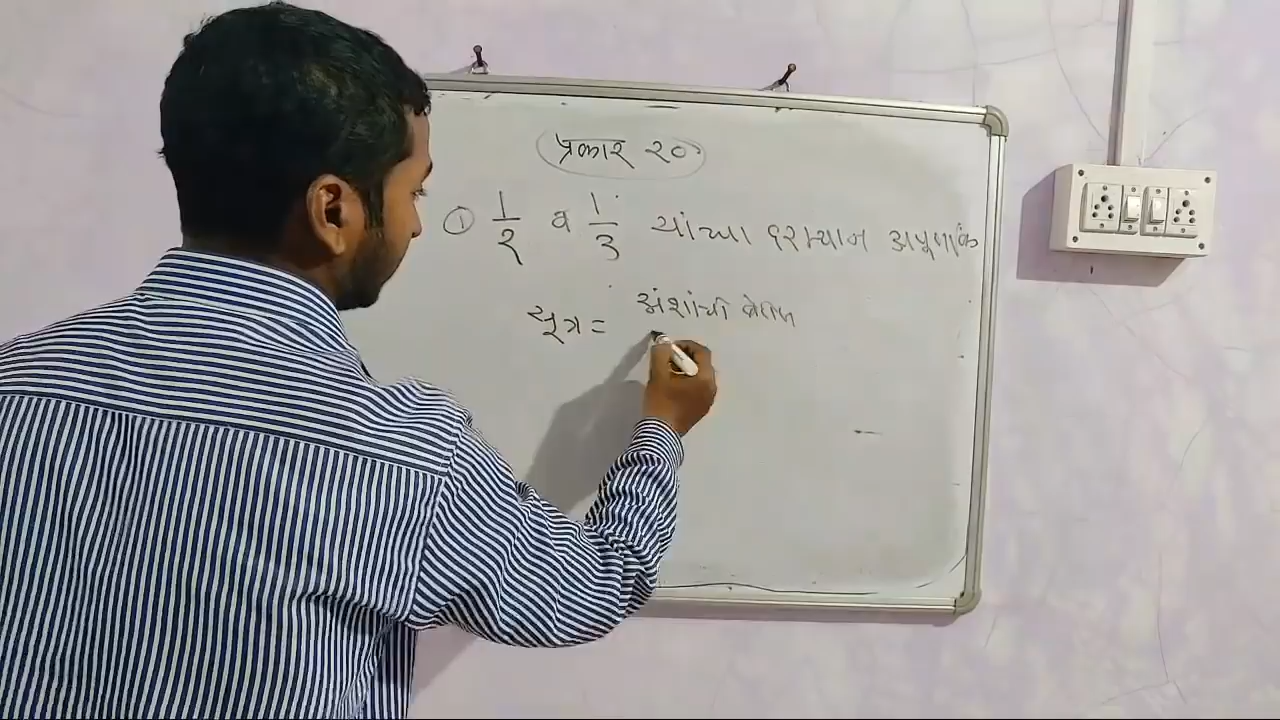 प्रकार २०
① १/२ व १/३ यांच्या दरम्यान अपूर्णांक
सूत्र = अंशांची बेरीज